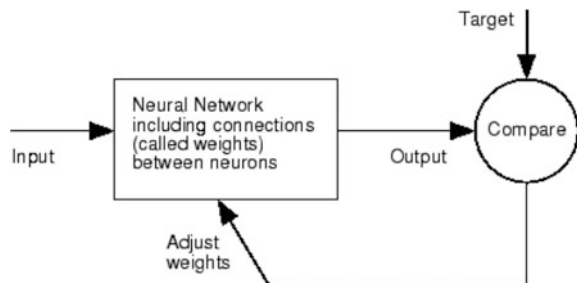 Target
Neural Network
including connections
(called weights)
between neurons
Compare
Input
Output
Adjust
weights